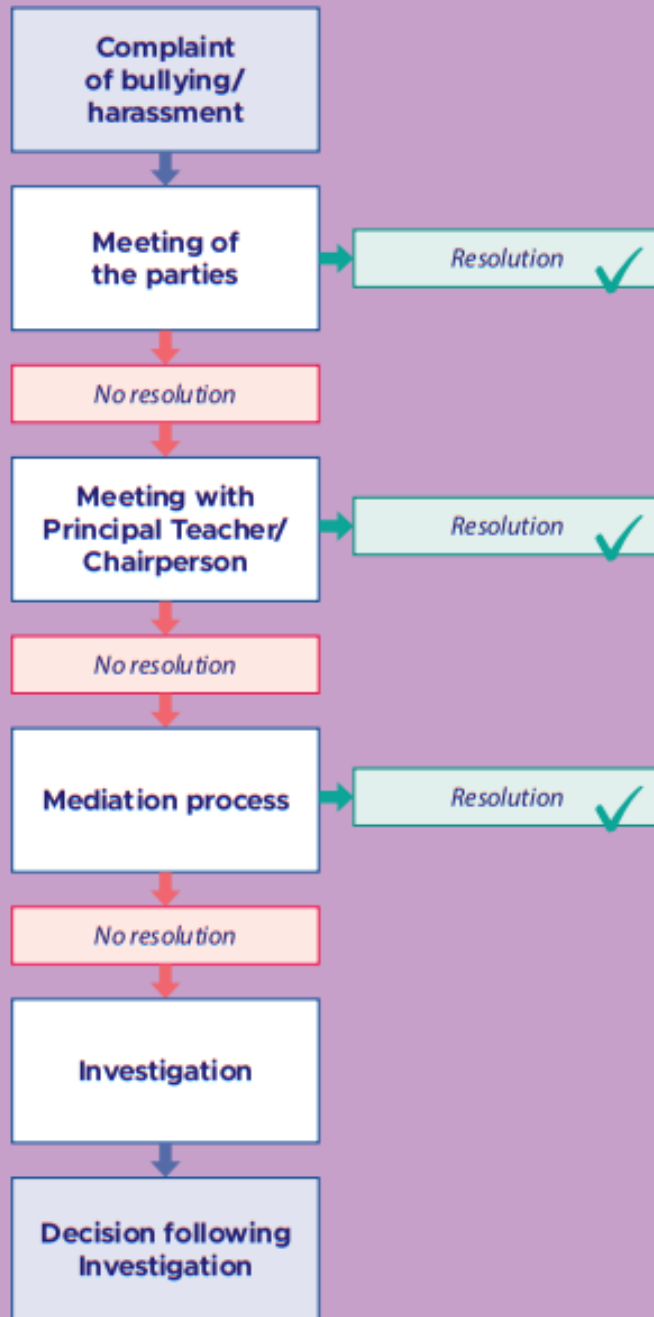 Complaint
of bullying/
harassment
Meeting of
the parties
Resolution
No resolution
Meeting with
Principal Teacher/
Chairperson
Resolution
No resolution
Mediation process
Resolution
No resolution
Investigation
Decision following
Investigation